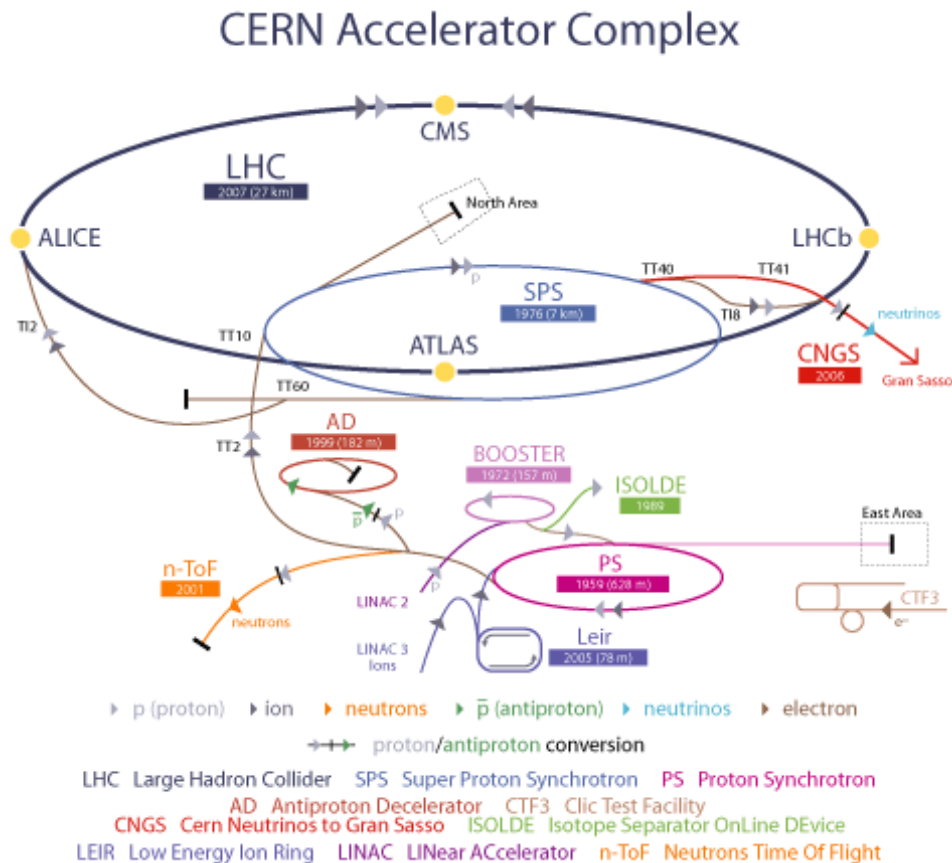 CERN Accelerator Complex
CMS
LHC
2007 (27 km)
North Area
ALICE
LHCb
TT40
TT41
p
SPS
1976 (7 km)
TI8
neutrinos
TI2
TT10
ATLAS
CNGS
2006
Gran Sasso
TT60
AD
1999 (182 m)
TT2
BOOSTER
1972 (157 m)
ISOLDE
1989
East Area
p̅
p
n-ToF
2001
PS
1959 (628 m)
p
LINAC 2
neutrons
CTF3
e-
LINAC 3
Ions
Leir
2005 (78 m)
p (proton) ion neutrons p̅ (antiproton) neutrinos electron
proton/antiproton conversion
LHC Large Hadron Collider SPS Super Proton Synchrotron PS Proton Synchrotron
AD Antiproton Decelerator CTF3 Clic Test Facility
CNGS Cern Neutrinos to Gran Sasso ISOLDE Isotope Separator OnLine DEvice
LEIR Low Energy Ion Ring LINAC LINear ACcelerator n-ToF Neutrons Time Of Flight